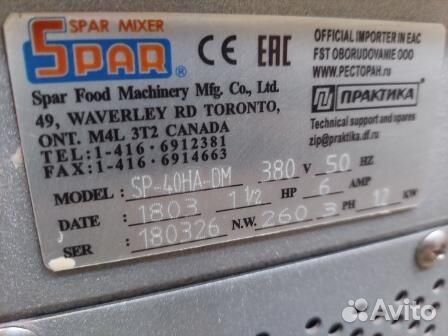 SPAR MIXER
SPAR ®
CE EAC
Spar Food Machinery Mfg. Co., Ltd.
49, WAVERLEY RD TORONTO,
ONT. M4L 3T2 CANADA
TEL:1-416-6912381
FAX:1-416-6914663
OFFICIAL IMPORTER IN EAC
FST OBORUDOVANIE OOO
www.РЕСТОРАН.ru
ПРАКТИКА
Technical support and spares
zip@praktika.df.ru
MODEL: SP-40HA-DM 380 V 50 HZ
DATE 1803 1 1/2 HP 6 AMP
SER 180326 N.W. 260 3 PH 12 KW
Avito